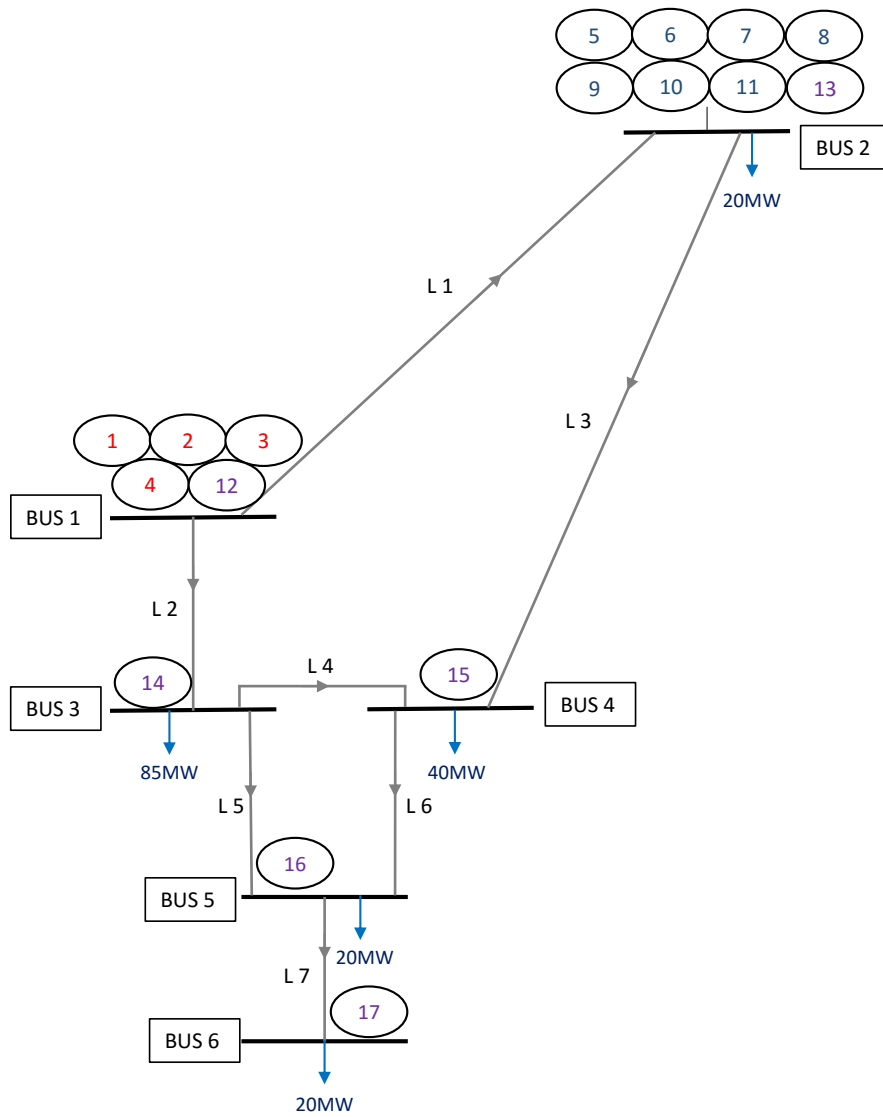 5 6 7 8
9 10 11 13
BUS 2
20MW
L 1
L 3
1 2 3
4 12
BUS 1
L 2
L 4
14
15
BUS 3
BUS 4
85MW
40MW
L 5
L 6
16
BUS 5
20MW
L 7
17
BUS 6
20MW